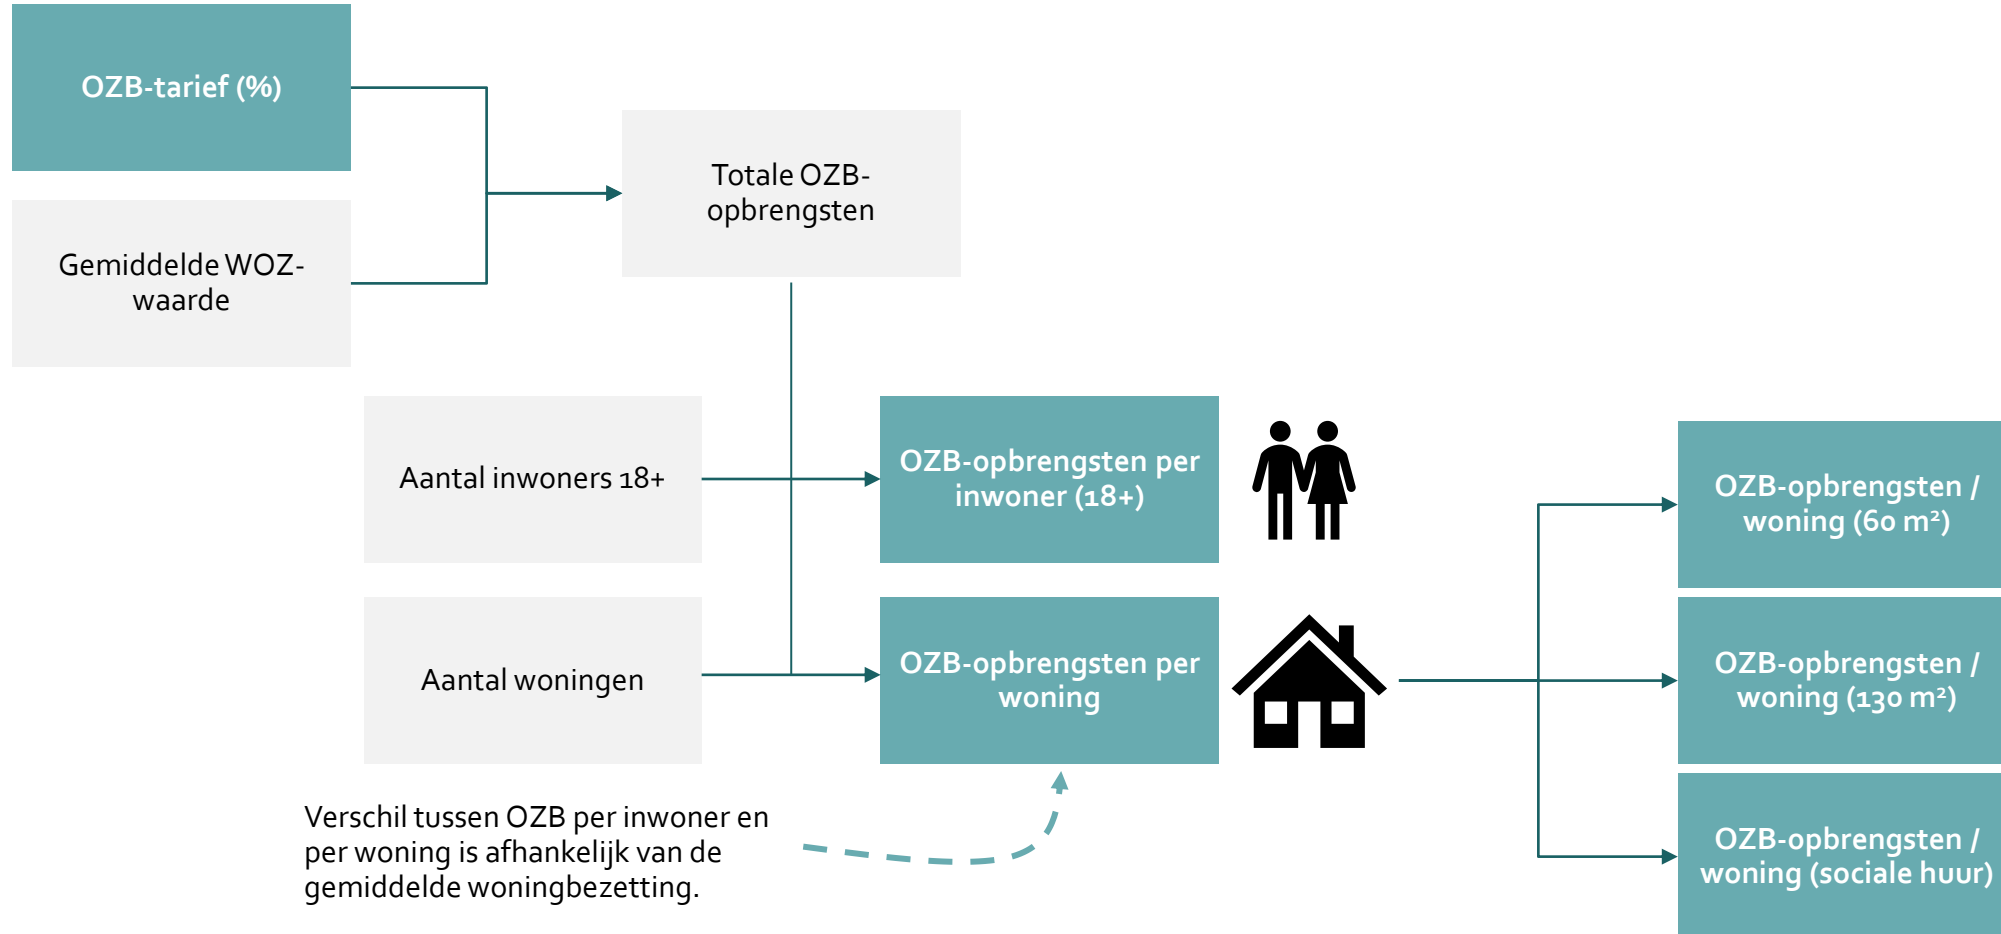 OZB-tarief (%)
Totale OZB-
opbrengsten
Gemiddelde WOZ-
waarde
Aantal inwoners 18+
OZB-opbrengsten per
inwoner (18+)
OZB-opbrengsten /
woning (60 m²)
Aantal woningen
OZB-opbrengsten per
woning
OZB-opbrengsten /
woning (130 m²)
Verschil tussen OZB per inwoner en
per woning is afhankelijk van de
gemiddelde woningbezetting.
OZB-opbrengsten /
woning (sociale huur)